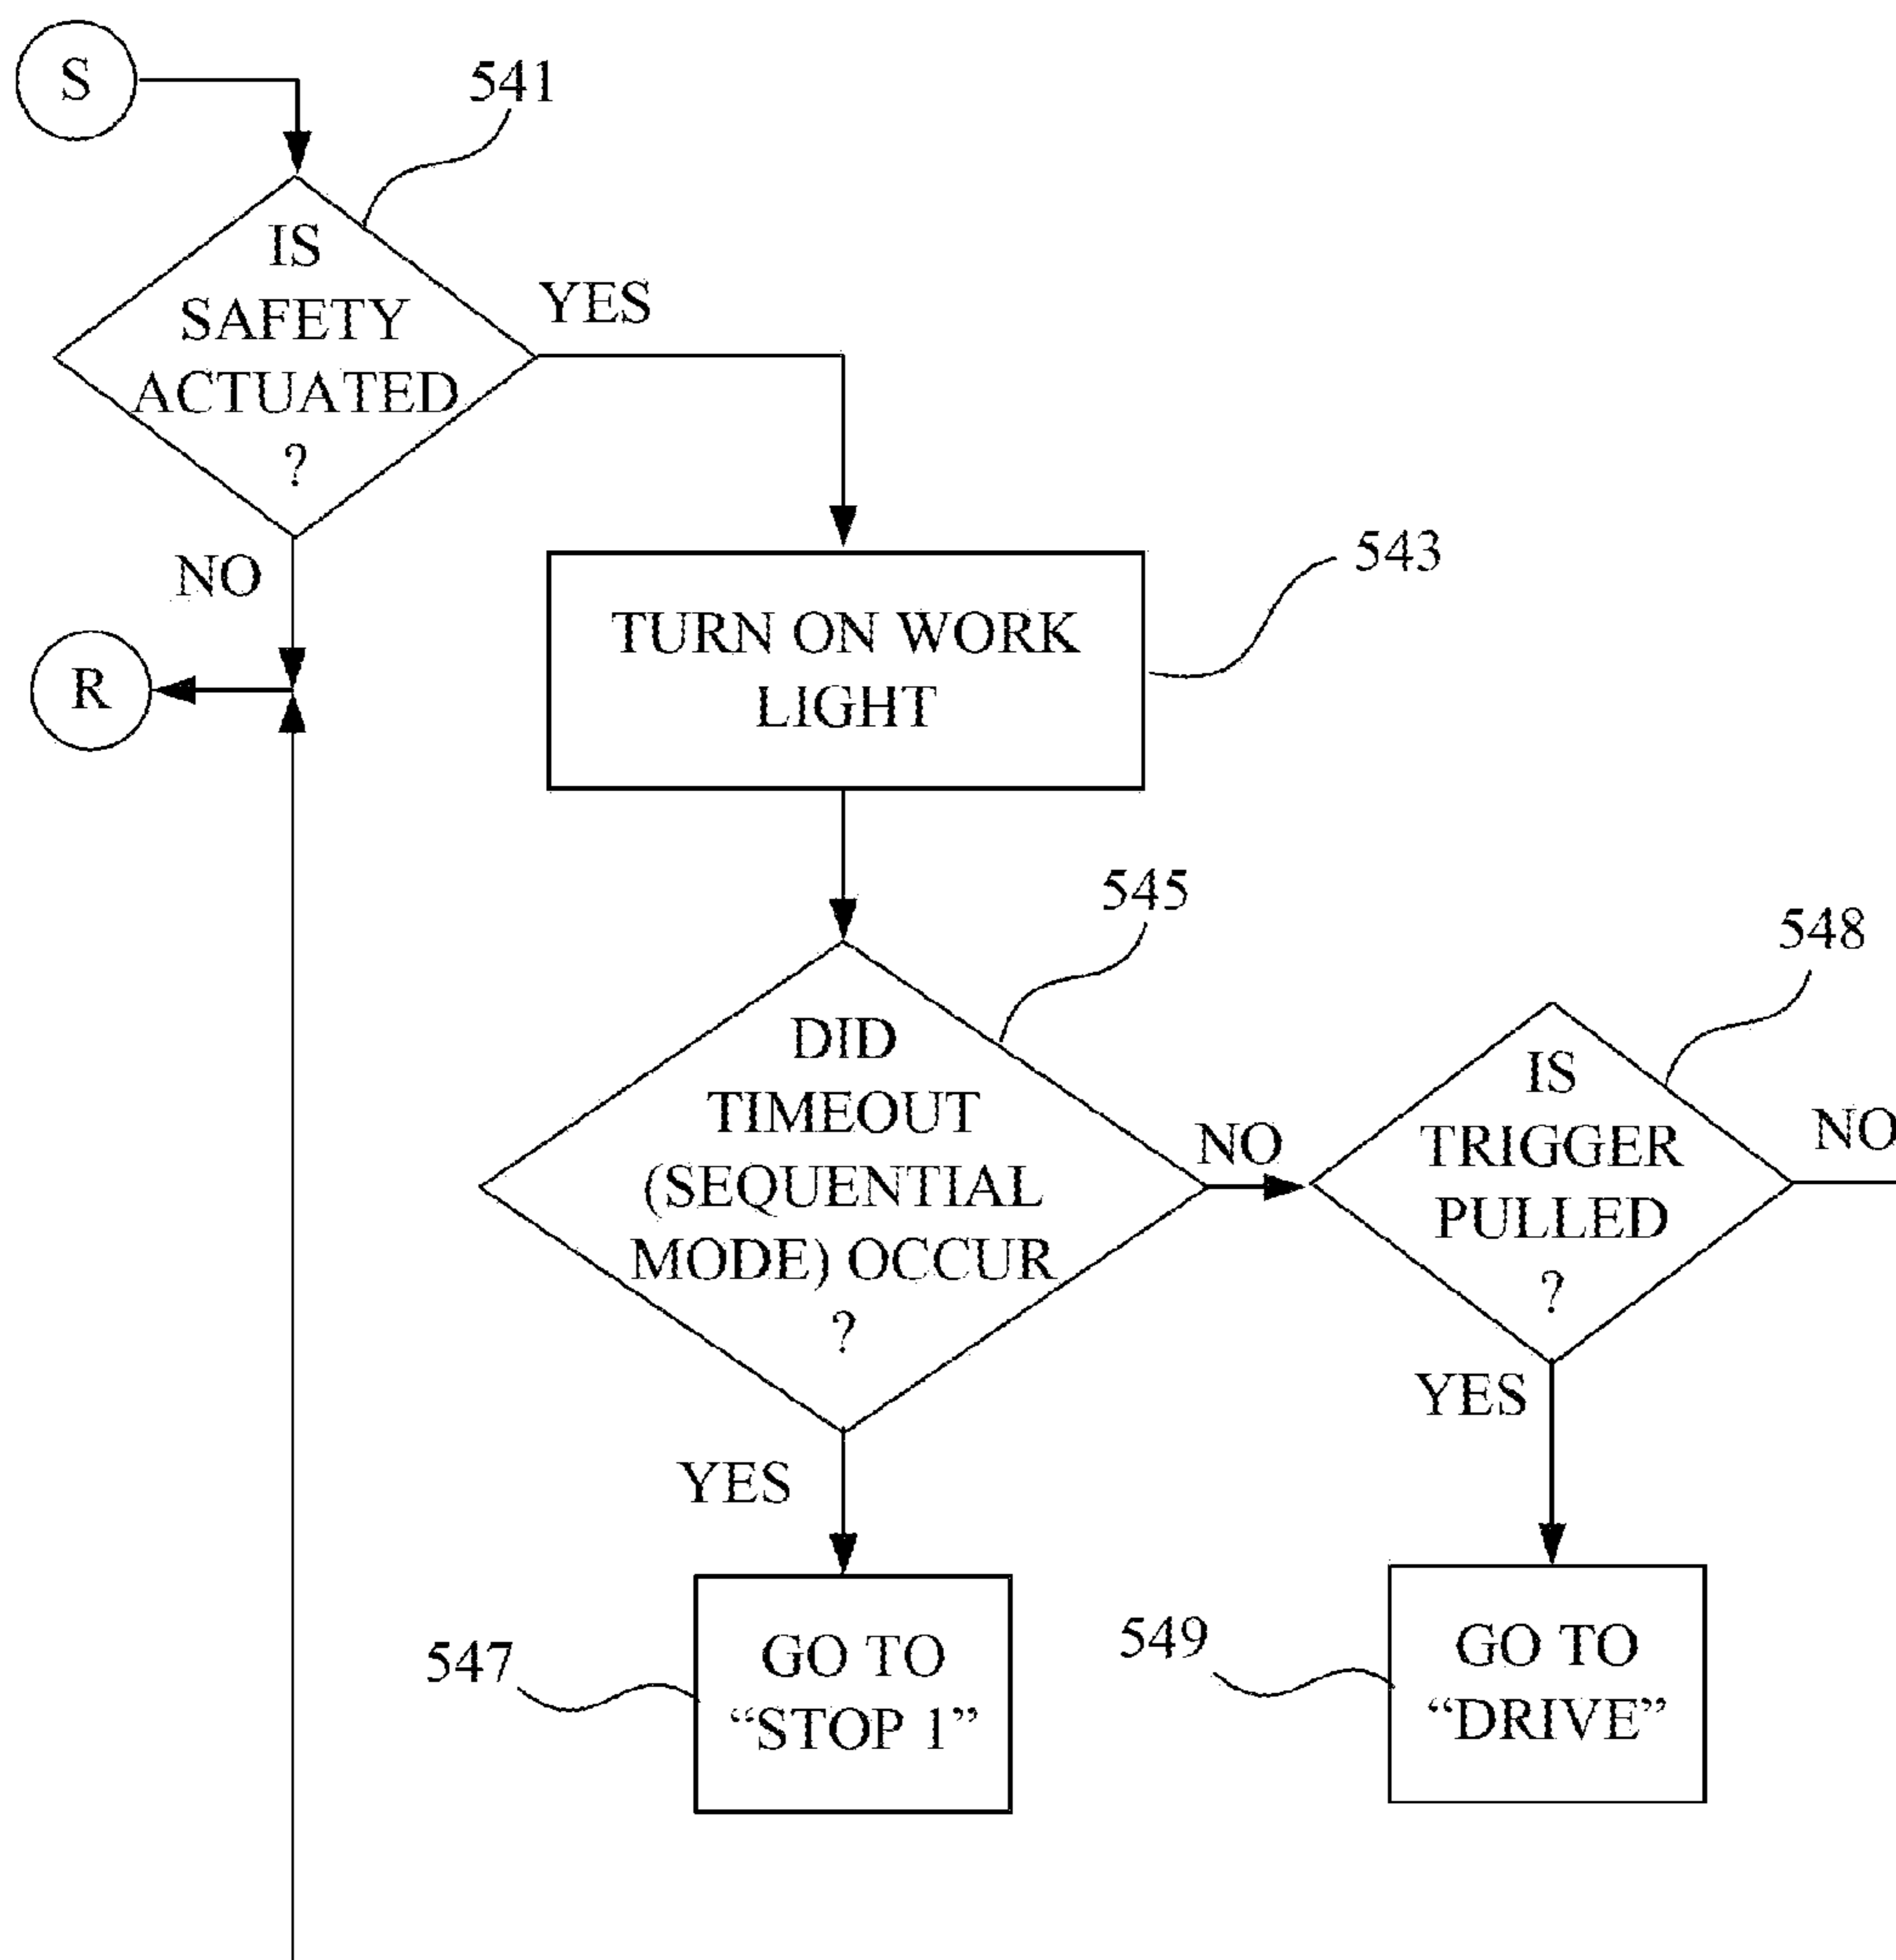 S
541
IS
SAFETY
ACTUATED
?
YES
NO
R
TURN ON WORK
LIGHT
543
545
DID
TIMEOUT
(SEQUENTIAL
MODE) OCCUR
?
NO
548
IS
TRIGGER
PULLED
?
NO
YES
YES
547
GO TO
“STOP 1”
549
GO TO
“DRIVE”